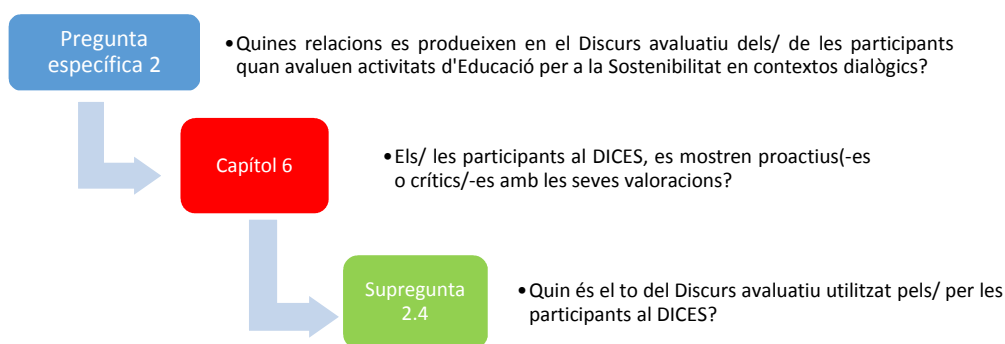 Pregunta
específica 2
•Quines relacions es produeixen en el Discurs avaluatiu dels/ de les participants
quan avaluen activitats d'Educació per a la Sostenibilitat en contextos dialògics?
Capítol 6
•Els/ les participants al DICES, es mostren proactius(-es
o crítics/-es amb les seves valoracions?
Supregunta
2.4
•Quin és el to del Discurs avaluatiu utilitzat pels/ per les
participants al DICES?